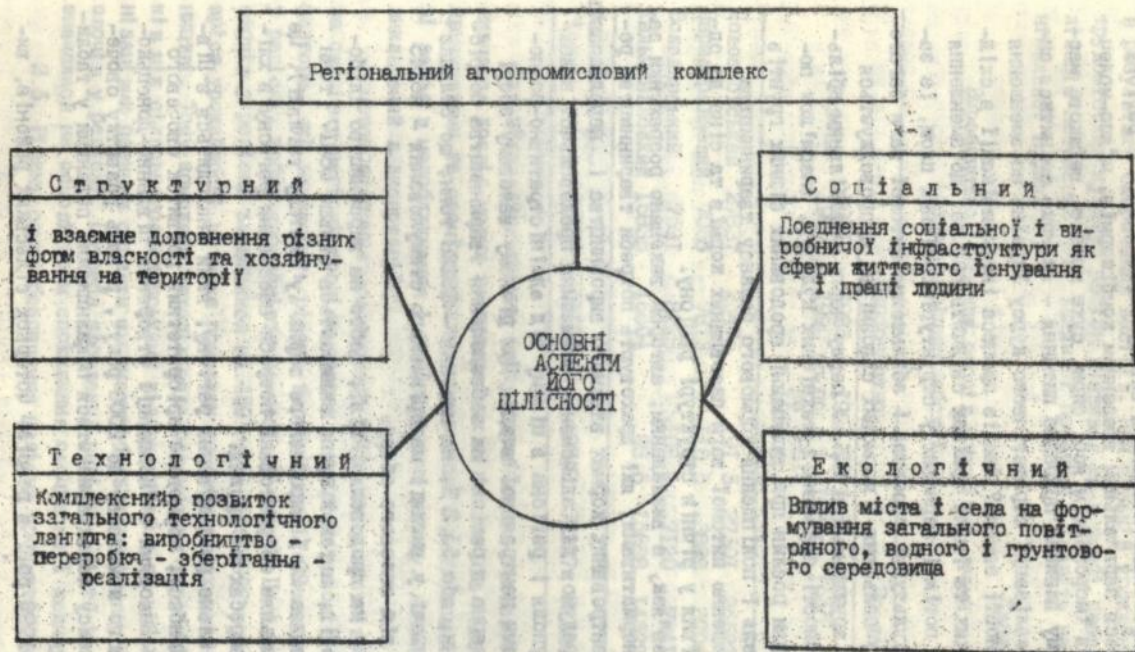 Регіональний агропромисловий комплекс
Структурний
і взаємне доповнення різних
форм власності та хозяйну-
вання на території
Соціальний
Поєднення соціальної і ви-
робничої інфраструктури як
сфери життєвого існування
і праці людини
ОСНОВНІ
АСПЕКТИ
ЙОГО
ЦІЛІСНОСТІ
Технологічний
Комплекснийр розвиток
загального технологічного
ланцюга: виробництво -
переробка - зберігання -
реалізація
Екологічний
Вплив міста і села на фор-
мування загального повіт-
ряного, водного і грунтово-
го середовища